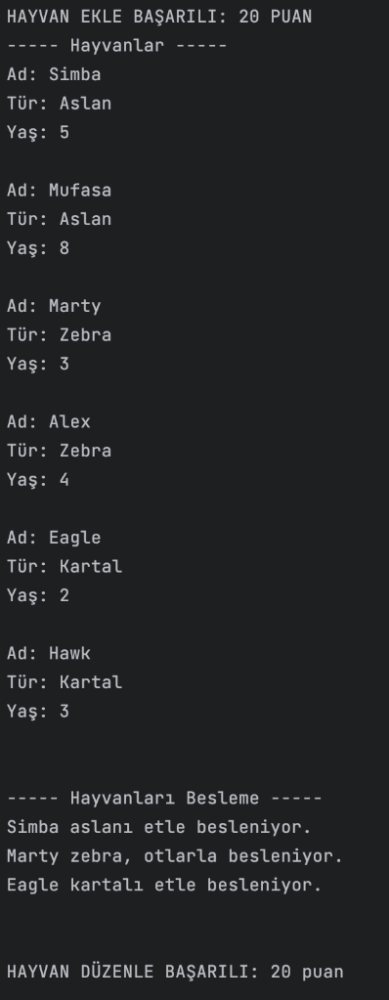 HAYVAN EKLE BAŞARILI: 20 PUAN
----- Hayvanlar -----
Ad: Simba
Tür: Aslan
Yaş: 5
Ad: Mufasa
Tür: Aslan
Yaş: 8
Ad: Marty
Tür: Zebra
Yaş: 3
Ad: Alex
Tür: Zebra
Yaş: 4
Ad: Eagle
Tür: Kartal
Yaş: 2
Ad: Hawk
Tür: Kartal
Yaş: 3
----- Hayvanları Besleme -----
Simba aslanı etle besleniyor.
Marty zebra, otlarla besleniyor.
Eagle kartalı etle besleniyor.
HAYVAN DÜZENLE BAŞARILI: 20 puan